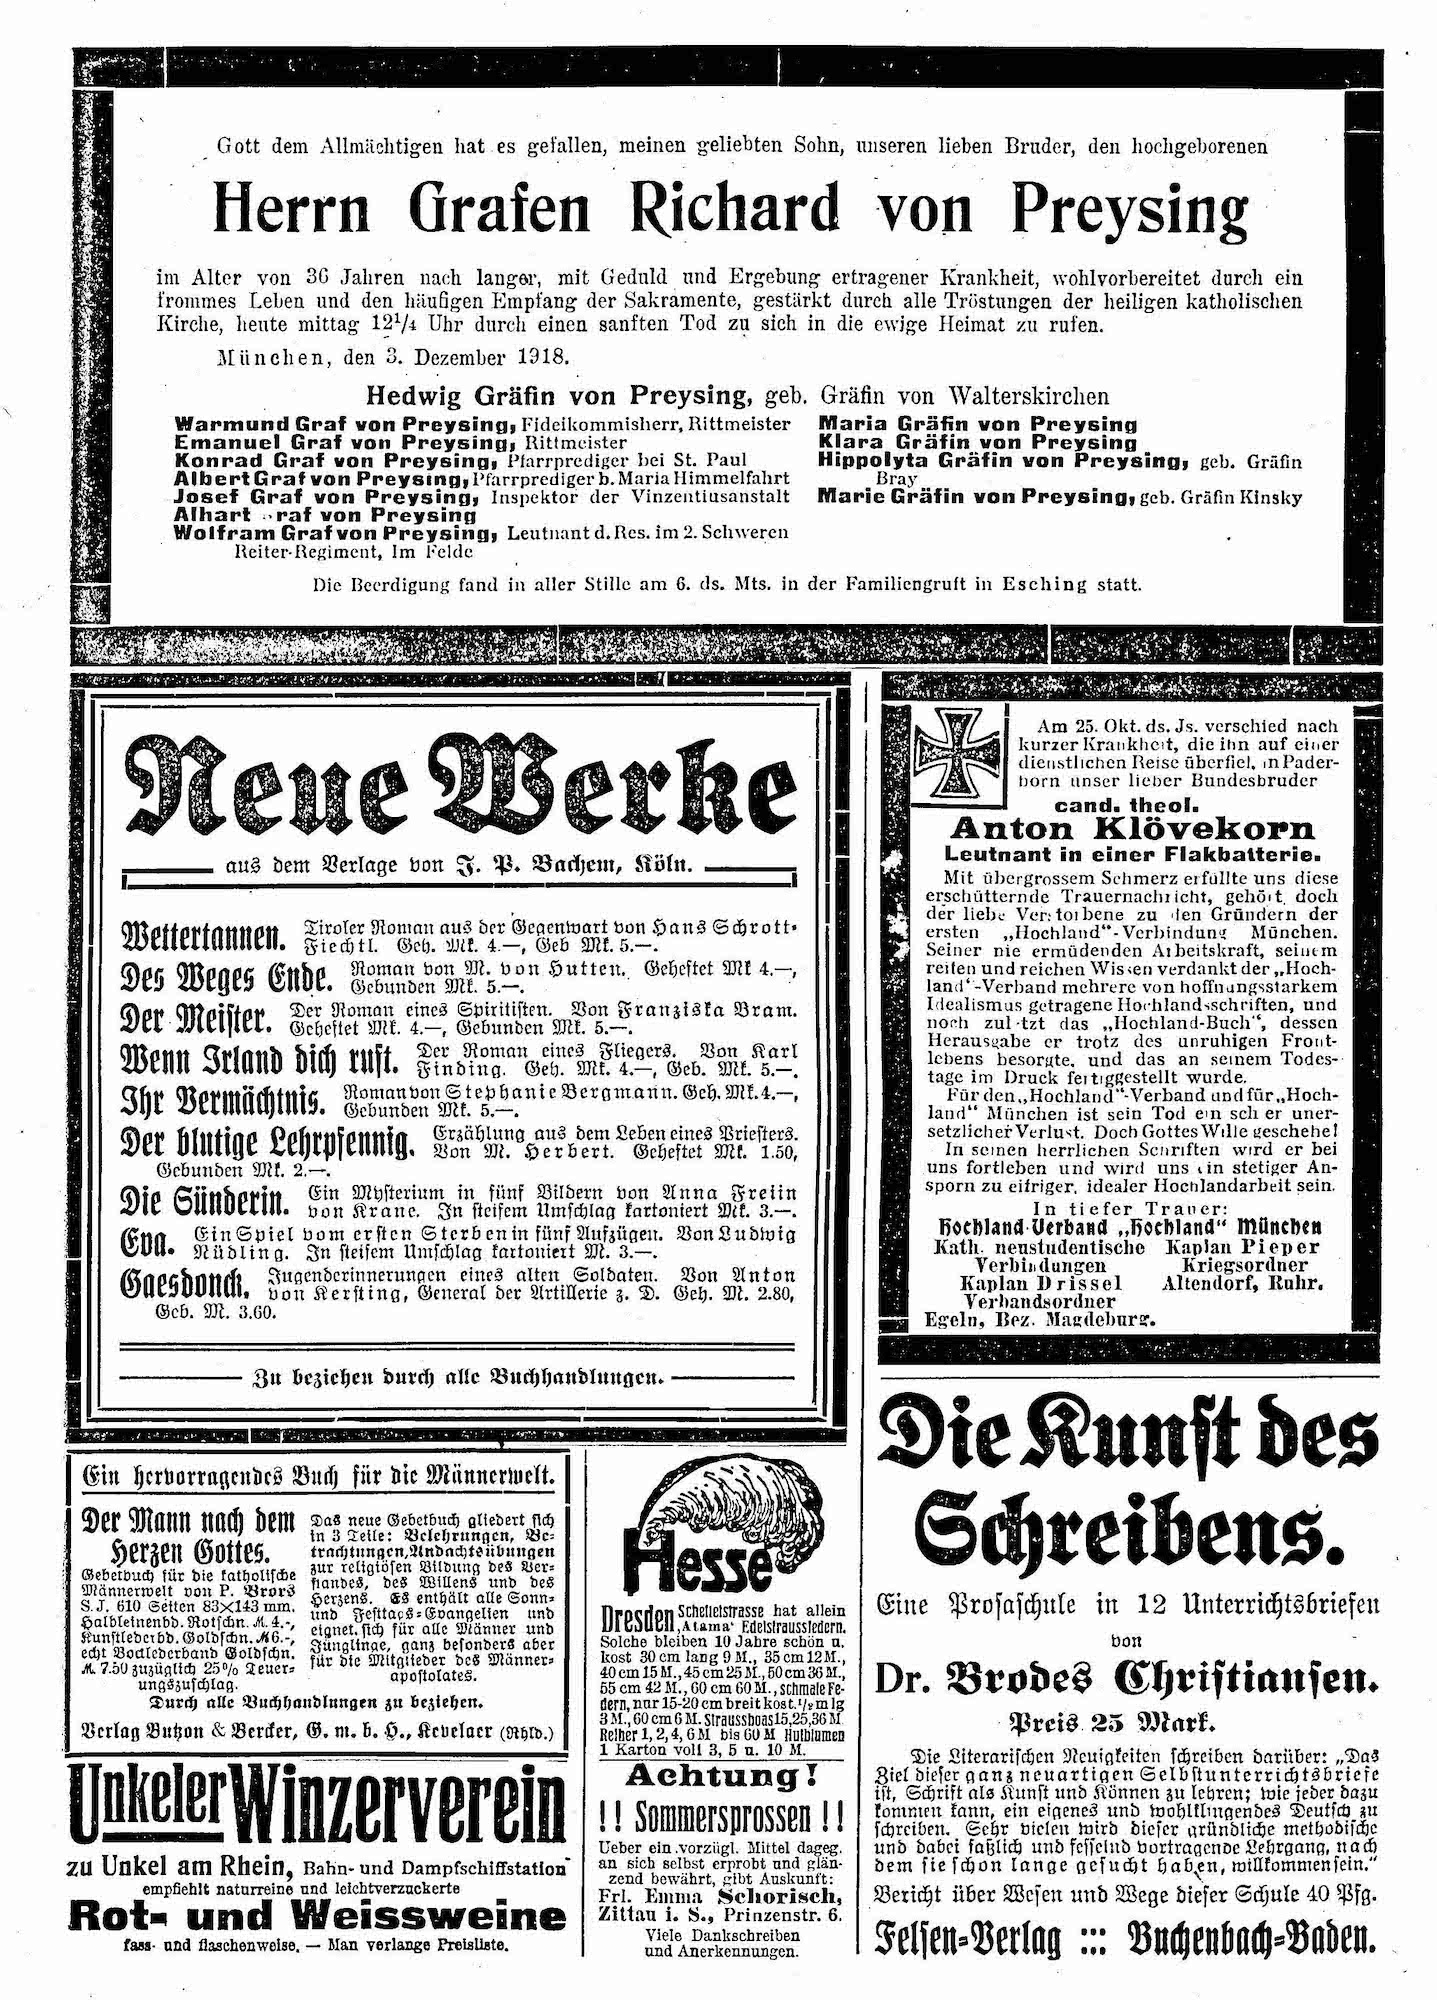 Gott dem Allmächtigen hat es gefallen, meinen geliebten Sohn, unseren lieben Bruder, den hochgeborenen
Herrn Grafen Richard von Preysing
im Alter von 36 Jahren nach langer, mit Geduld und Ergebung ertragener Krankheit, wohlvorbereitet durch ein
frommes Leben und den häufigen Empfang der Sakramente, gestärkt durch alle Tröstungen der heiligen katholischen
Kirche, heute mittag 12¼ Uhr durch einen sanften Tod zu sich in die ewige Heimat zu rufen.
München, den 3. Dezember 1918.
Hedwig Gräfin von Preysing, geb. Gräfin von Walterskirchen
Warmund Graf von Preysing, Fideikommisherr, Rittmeister
Emanuel Graf von Preysing, Rittmeister
Konrad Graf von Preysing, Pfarrprediger bei St. Paul
Albert Graf von Preysing, Pfarrprediger b. Maria Himmelfahrt
Josef Graf von Preysing, Inspektor der Vinzentiusanstalt
Alhart raf von Preysing
Wolfram Graf von Preysing, Leutnant d. Res. im 2. Schweren
Reiter-Regiment, Im Felde
Maria Gräfin von Preysing
Klara Gräfin von Preysing
Hippolyta Gräfin von Preysing, geb. Gräfin
Bray
Marie Gräfin von Preysing, geb. Gräfin Kinsky
Die Beerdigung fand in aller Stille am 6. ds. Mts. in der Familiengruft in Esching statt.
Neue Werke
aus dem Verlage von J. P. Bachem, Köln.
Wettertannen. Tiroler Roman aus der Gegenwart von Hans Schrott-
Fiechtl. Geh. Mk. 4.—, Geb Mk. 5.—.
Des Weges Ende. Roman von M. von Hutten. Geheftet Mk 4.—,
Gebunden Mk. 5.—.
Der Meister. Der Roman eines Spiritisten. Von Franziska Bram.
Geheftet Mk. 4.—, Gebunden Mk. 5.—.
Wenn Irland dich ruft. Der Roman eines Fliegers. Von Karl
Finding. Geh. Mk. 4.—, Geb. Mk. 5.—.
Ihr Vermächtnis. Roman von Stephanie Bergmann. Geh. Mk. 4.—,
Gebunden Mk. 5.—.
Der blutige Lehrpfennig. Erzählung aus dem Leben eines Priesters.
Von M. Herbert. Geheftet Mk. 1.50,
Gebunden Mk. 2.—.
Die Sünderin. Ein Mysterium in fünf Bildern von Anna Freiin
von Krane. In steifem Umschlag kartoniert Mk. 3.—.
Eva. Ein Spiel vom ersten Sterben in fünf Aufzügen. Von Ludwig
Nüdling. In steifem Umschlag kartoniert M. 3.—.
Gaesdonck. Jugenderinnerungen eines alten Soldaten. Von Anton
von Kersting, General der Artillerie z. D. Geh. M. 2.80,
Geb. M. 3.60.
Zu beziehen durch alle Buchhandlungen.
Am 25. Okt. ds. Js. verschied nach
kurzer Krankheit, die ihn auf einer
dienstlichen Reise überfiel, in Pader-
born unser lieber Bundesbruder
cand. theol.
Anton Klövekorn
Leutnant in einer Flakbatterie.
Mit übergrossem Schmerz erfüllte uns diese
erschütternde Trauernachricht, gehört doch
der liebe Verstorbene zu den Gründern der
ersten „Hochland"-Verbindung München.
Seiner nie ermüdenden Arbeitskraft, seinem
reifen und reichen Wissen verdankt der „Hoch-
land"-Verband mehrere von hoffnungsstarkem
Idealismus getragene Hochlandsschriften, und
noch zuletzt das „Hochland-Buch", dessen
Herausgabe er trotz des unruhigen Front-
lebens besorgte, und das an seinem Todes-
tage im Druck fertiggestellt wurde.
Für den „Hochland"-Verband und für „Hoch-
land" München ist sein Tod ein schier uner-
setzlicher Verlust. Doch Gottes Wille geschehe!
In seinen herrlichen Schriften wird er bei
uns fortleben und wird uns ein stetiger An-
sporn zu eifriger, idealer Hochlandarbeit sein.
In tiefer Trauer:
Hochland-Verband „Hochland" München
Kath. neustudentische
Verbindungen
Kaplan Drissel
Verbandsordner
Egeln, Bez. Magdeburg.
Kaplan Pieper
Kriegsordner
Altendorf, Ruhr.
Ein hervorragendes Buch für die Männerwelt.
Der Mann nach dem
Herzen Gottes.
Gebetbuch für die katholische
Männerwelt von P. Brors
S. J. 610 Seiten 83×143 mm.
Halbleinenbd. Rotschn. M. 4.-,
Kunstlederbd. Goldschn. M 6.-,
echt Bocklederband Goldschn.
M. 7.50 zuzüglich 25% Teuer-
ungszuschlag.
Das neue Gebetbuch gliedert sich
in 3 Teile: Belehrungen, Be-
trachtungen, Andachtsübungen
zur religiösen Bildung des Ver-
standes, des Willens und des
Herzens. Es enthält alle Sonn-
und Festtags-Evangelien und
eignet sich für alle Männer und
Jünglinge, ganz besonders aber
für die Mitglieder des Männer-
apostolates.
Durch alle Buchhandlungen zu beziehen.
Verlag Butzon & Bercker, G. m. b. H., Kevelaer (Rhld.)
Unkeler Winzerverein
zu Unkel am Rhein, Bahn- und Dampfschiffstation
empfiehlt naturreine und leichtverzuckerte
Rot- und Weissweine
fass- und flaschenweise. — Man verlange Preisliste.
Hesse
Dresden, Scheffelstrasse hat allein
„Atama" Edelstraussfedern.
Solche bleiben 10 Jahre schön u.
kost 30 cm lang 9 M., 35 cm 12 M.,
40 cm 15 M., 45 cm 25 M., 50 cm 36 M.,
55 cm 42 M., 60 cm 60 M., schmale Fe-
dern, nur 15-20 cm breit kost. ½ m lg
3 M., 60 cm 6 M. Straussboas 15, 25, 36 M
Reiher 1, 2, 4, 6 M bis 60 M Hutblumen
1 Karton voll 3, 5 u. 10 M.
Achtung!
!! Sommersprossen !!
Ueber ein vorzügl. Mittel dageg.
an sich selbst erprobt und glän-
zend bewährt, gibt Auskunft:
Frl. Emma Schorisch,
Zittau i. S., Prinzenstr. 6.
Viele Dankschreiben
und Anerkennungen.
Die Kunst des
Schreibens.
Eine Prosaschule in 12 Unterrichtsbriefen
von
Dr. Brodes Christiansen.
Preis 25 Mark.
Die Literarischen Neuigkeiten schreiben darüber: „Das
Ziel dieser ganz neuartigen Selbstunterrichtsbriefe
ist, Schrift als Kunst und Können zu lehren; wie jeder dazu
kommen kann, ein eigenes und wohlklingendes Deutsch zu
schreiben. Sehr vielen wird dieser gründliche methodische
und dabei faßlich und fesselnd vortragende Lehrgang, nach
dem sie schon lange gesucht haben, willkommen sein."
Bericht über Wesen und Wege dieser Schule 40 Pfg.
Felsen-Verlag ::: Buchenbach-Baden.